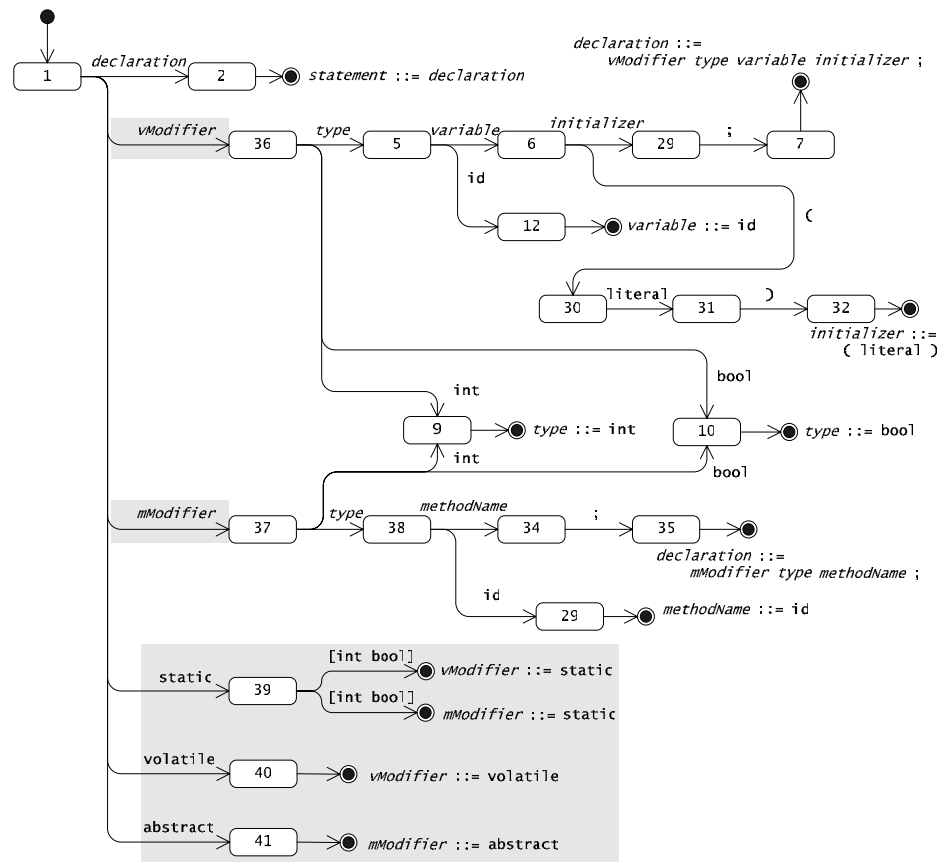 declaration ::=
vModifier type variable initializer ;
1
declaration
2
statement ::= declaration
vModifier
36
type
5
variable
6
initializer
29
;
7
id
12
variable ::= id
(
30
literal
31
)
32
initializer ::=
( literal )
int
bool
9
type ::= int
10
type ::= bool
int
bool
mModifier
37
type
38
methodName
34
;
35
declaration ::=
mModifier type methodName ;
id
29
methodName ::= id
static
39
[int bool]
vModifier ::= static
[int bool]
mModifier ::= static
volatile
40
vModifier ::= volatile
abstract
41
mModifier ::= abstract